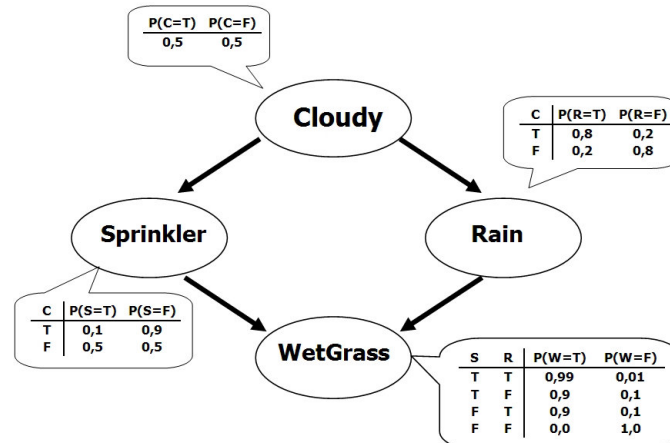 P(C=T) P(C=F)
0,5 0,5
Cloudy
C P(R=T) P(R=F)
T 0,8 0,2
F 0,2 0,8
Sprinkler
Rain
C P(S=T) P(S=F)
T 0,1 0,9
F 0,5 0,5
WetGrass
S R P(W=T) P(W=F)
T T 0,99 0,01
T F 0,9 0,1
F T 0,9 0,1
F F 0,0 1,0